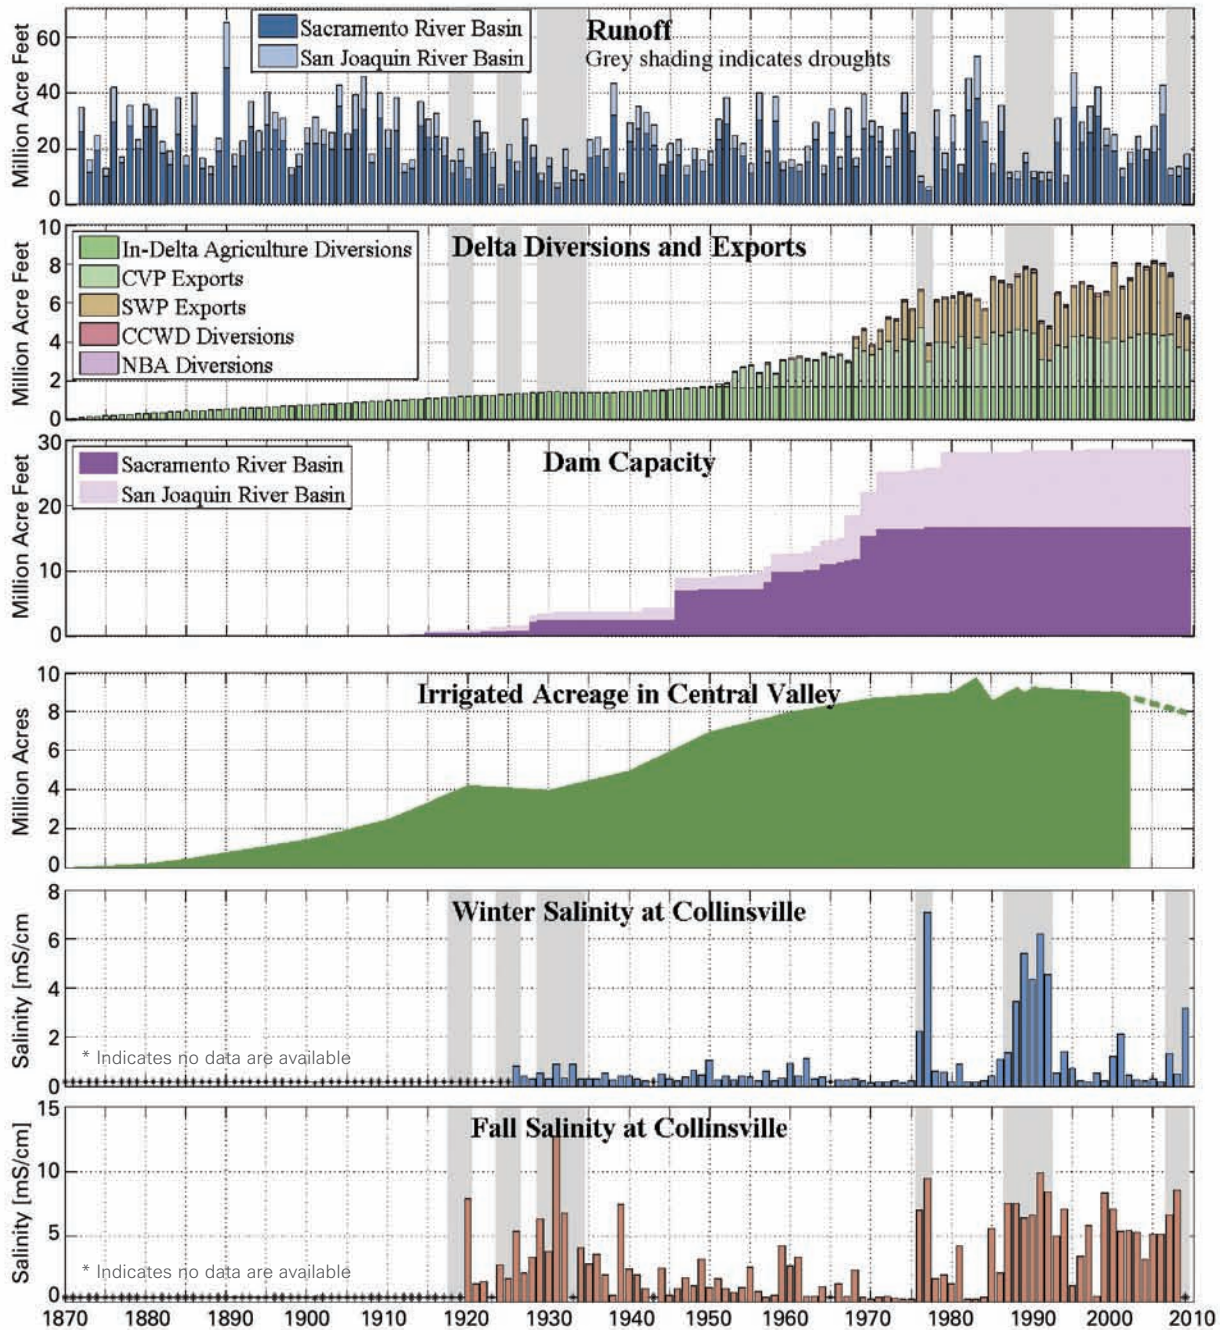 Sacramento River Basin
San Joaquin River Basin
Runoff
Grey shading indicates droughts
Million Acre Feet
60
40
20
0
In-Delta Agriculture Diversions
CVP Exports
SWP Exports
CCWD Diversions
NBA Diversions
Delta Diversions and Exports
Million Acre Feet
10
8
6
4
2
0
Sacramento River Basin
San Joaquin River Basin
Dam Capacity
Million Acre Feet
30
20
10
0
Irrigated Acreage in Central Valley
Million Acres
10
8
6
4
2
0
Winter Salinity at Collinsville
Salinity [mS/cm
8
6
4
2
0
* Indicates no data are available
Fall Salinity at Collinsville
Salinity [mS/cm]
15
10
5
0
* Indicates no data are available
1870 1880 1890 1900 1910 1920 1930 1940 1950 1960 1970 1980 1990 2000 2010